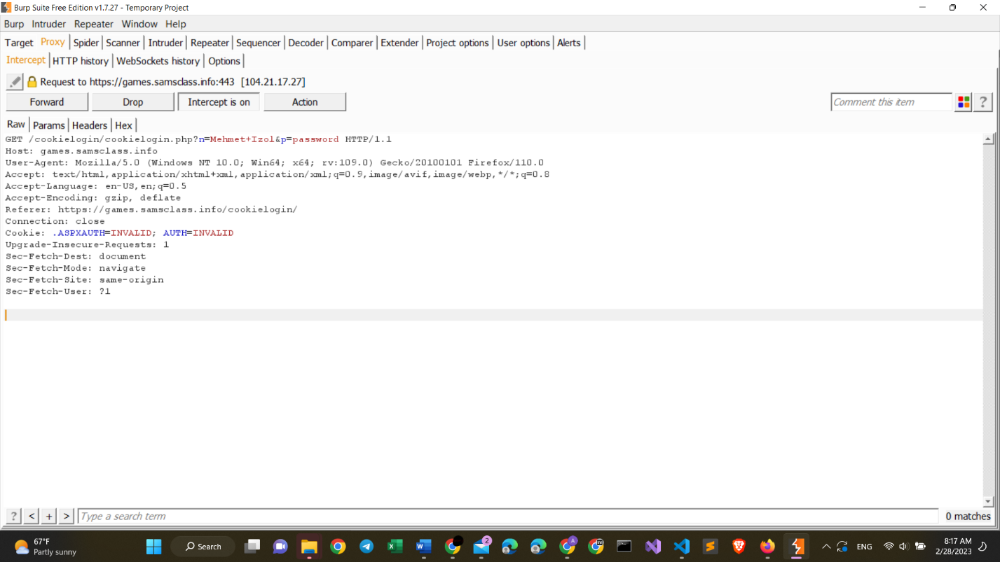 Burp Suite Free Edition v1.7.27 - Temporary Project
Burp Intruder Repeater Window Help
Target Proxy Spider Scanner Intruder Repeater Sequencer Decoder Comparer Extender Project options User options Alerts
Intercept HTTP history WebSockets history Options
Request to https://games.samsclass.info:443 [104.21.17.27]
Forward Drop Intercept is on Action Comment this item ?
Raw Params Headers Hex
GET /cookielogin/cookielogin.php?n=Mehmet+Izol&p=password HTTP/1.1
Host: games.samsclass.info
User-Agent: Mozilla/5.0 (Windows NT 10.0; Win64; x64; rv:109.0) Gecko/20100101 Firefox/110.0
Accept: text/html,application/xhtml+xml,application/xml;q=0.9,image/avif,image/webp,*/*;q=0.8
Accept-Language: en-US,en;q=0.5
Accept-Encoding: gzip, deflate
Referer: https://games.samsclass.info/cookielogin/
Connection: close
Cookie: .ASPXAUTH=INVALID; AUTH=INVALID
Upgrade-Insecure-Requests: 1
Sec-Fetch-Dest: document
Sec-Fetch-Mode: navigate
Sec-Fetch-Site: same-origin
Sec-Fetch-User: ?1
? < + > Type a search term 0 matches
67°F
Partly sunny
Search
2
A
ENG
8:17 AM
2/28/2023